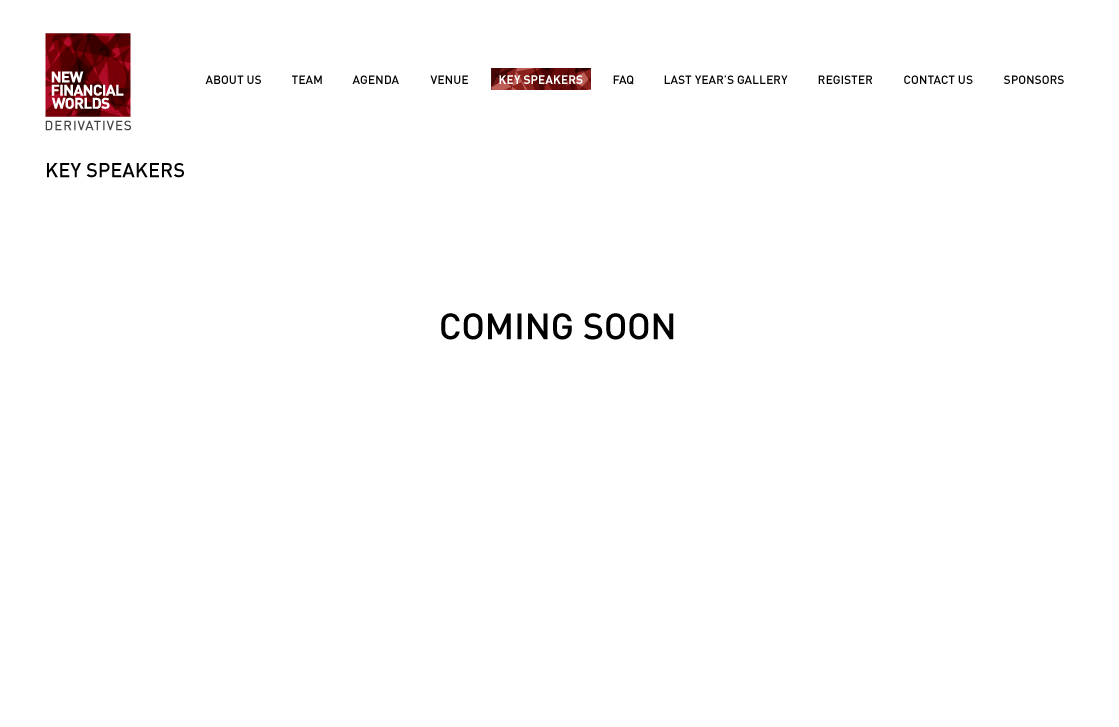 NEW
FINANCIAL
WORLDS
DERIVATIVES
ABOUT US TEAM AGENDA VENUE KEY SPEAKERS FAQ LAST YEAR'S GALLERY REGISTER CONTACT US SPONSORS
KEY SPEAKERS
COMING SOON